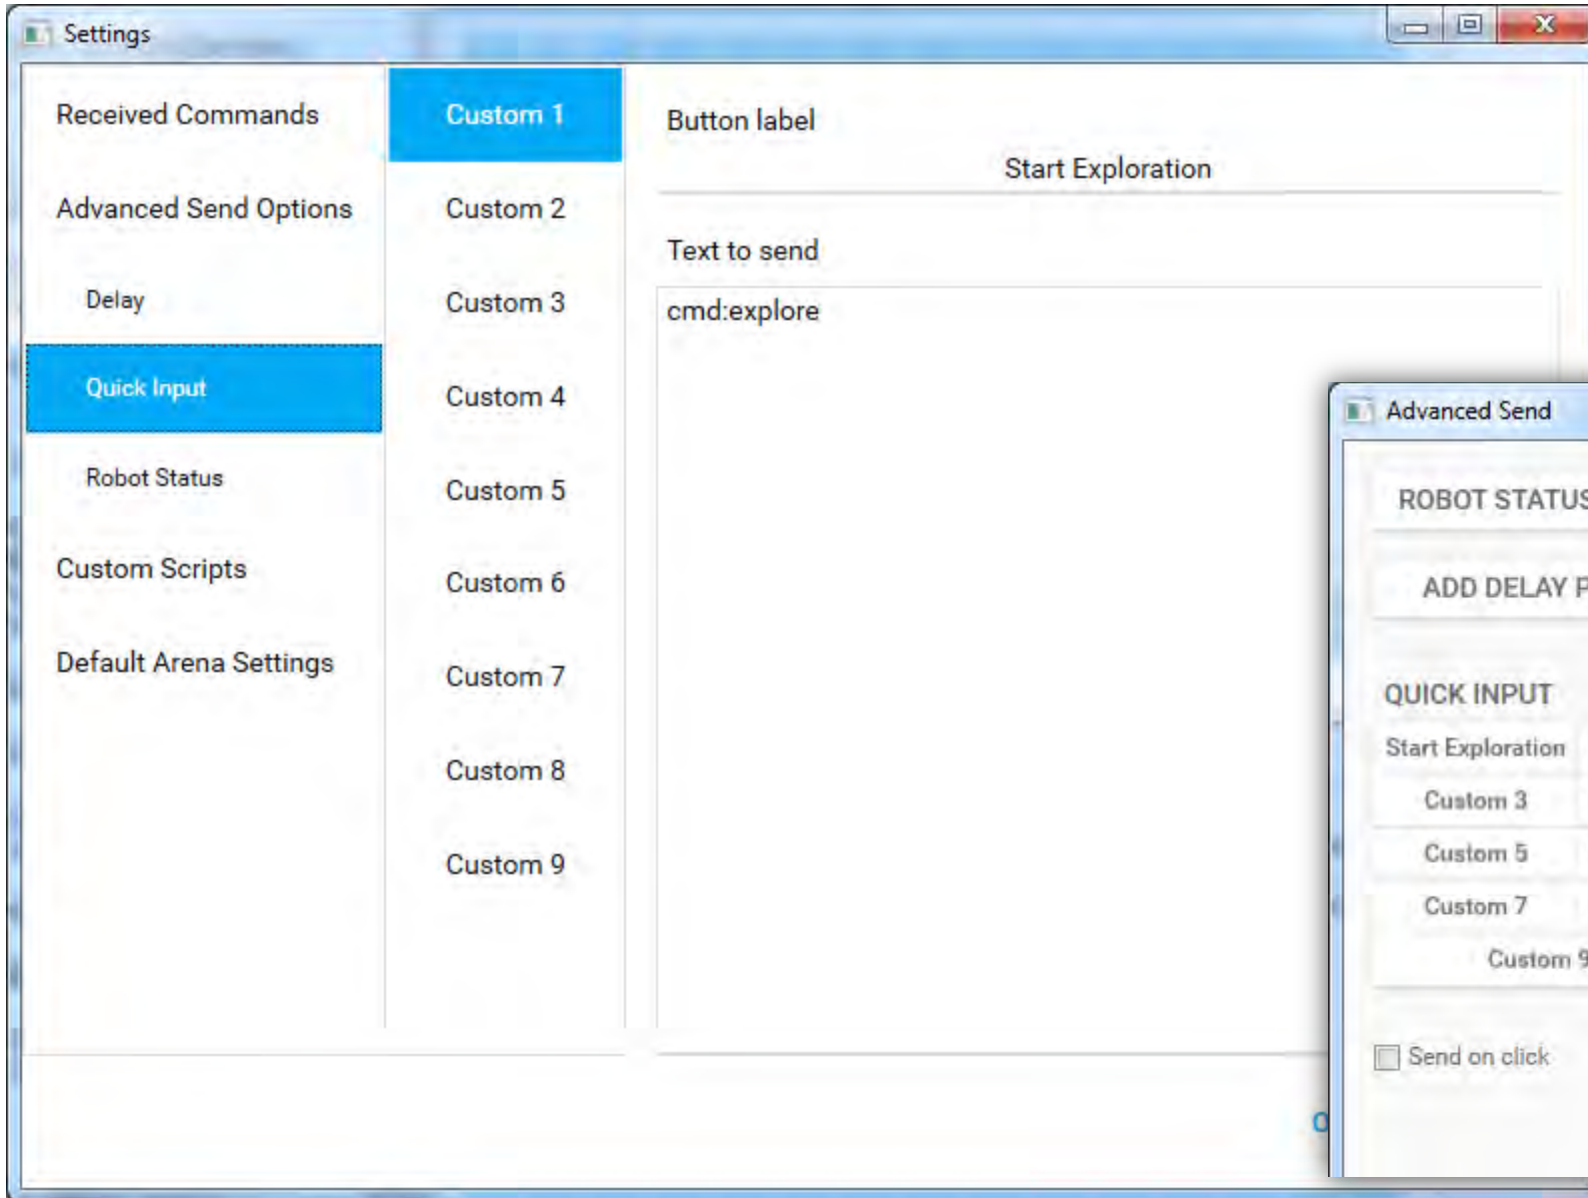 Settings
Received Commands
Advanced Send Options
Delay
Quick Input
Robot Status
Custom Scripts
Default Arena Settings
Custom 1
Custom 2
Custom 3
Custom 4
Custom 5
Custom 6
Custom 7
Custom 8
Custom 9
Button label
Start Exploration
Text to send
cmd:explore
Advanced Send
ROBOT STATUS
ADD DELAY P
QUICK INPUT
Start Exploration
Custom 3
Custom 5
Custom 7
Custom 9
Send on click